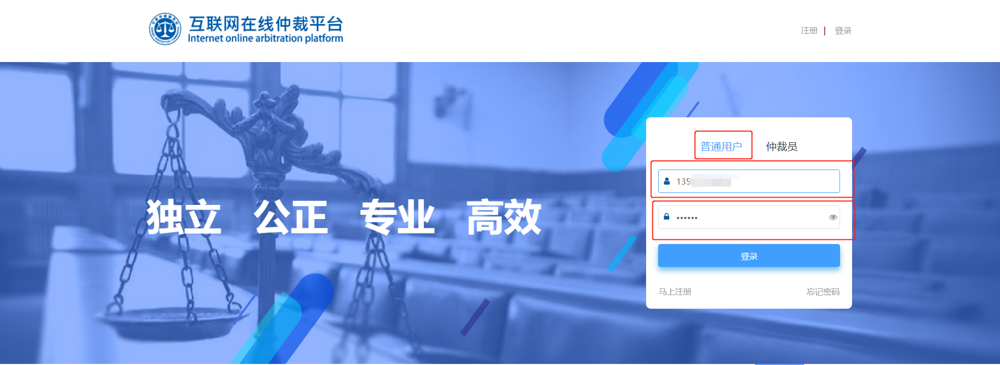 互联网在线仲裁平台
Internet online arbitration platform
注册 | 登录
独立 公正 专业 高效
普通用户 仲裁员
135
••••••
登录
马上注册 忘记密码